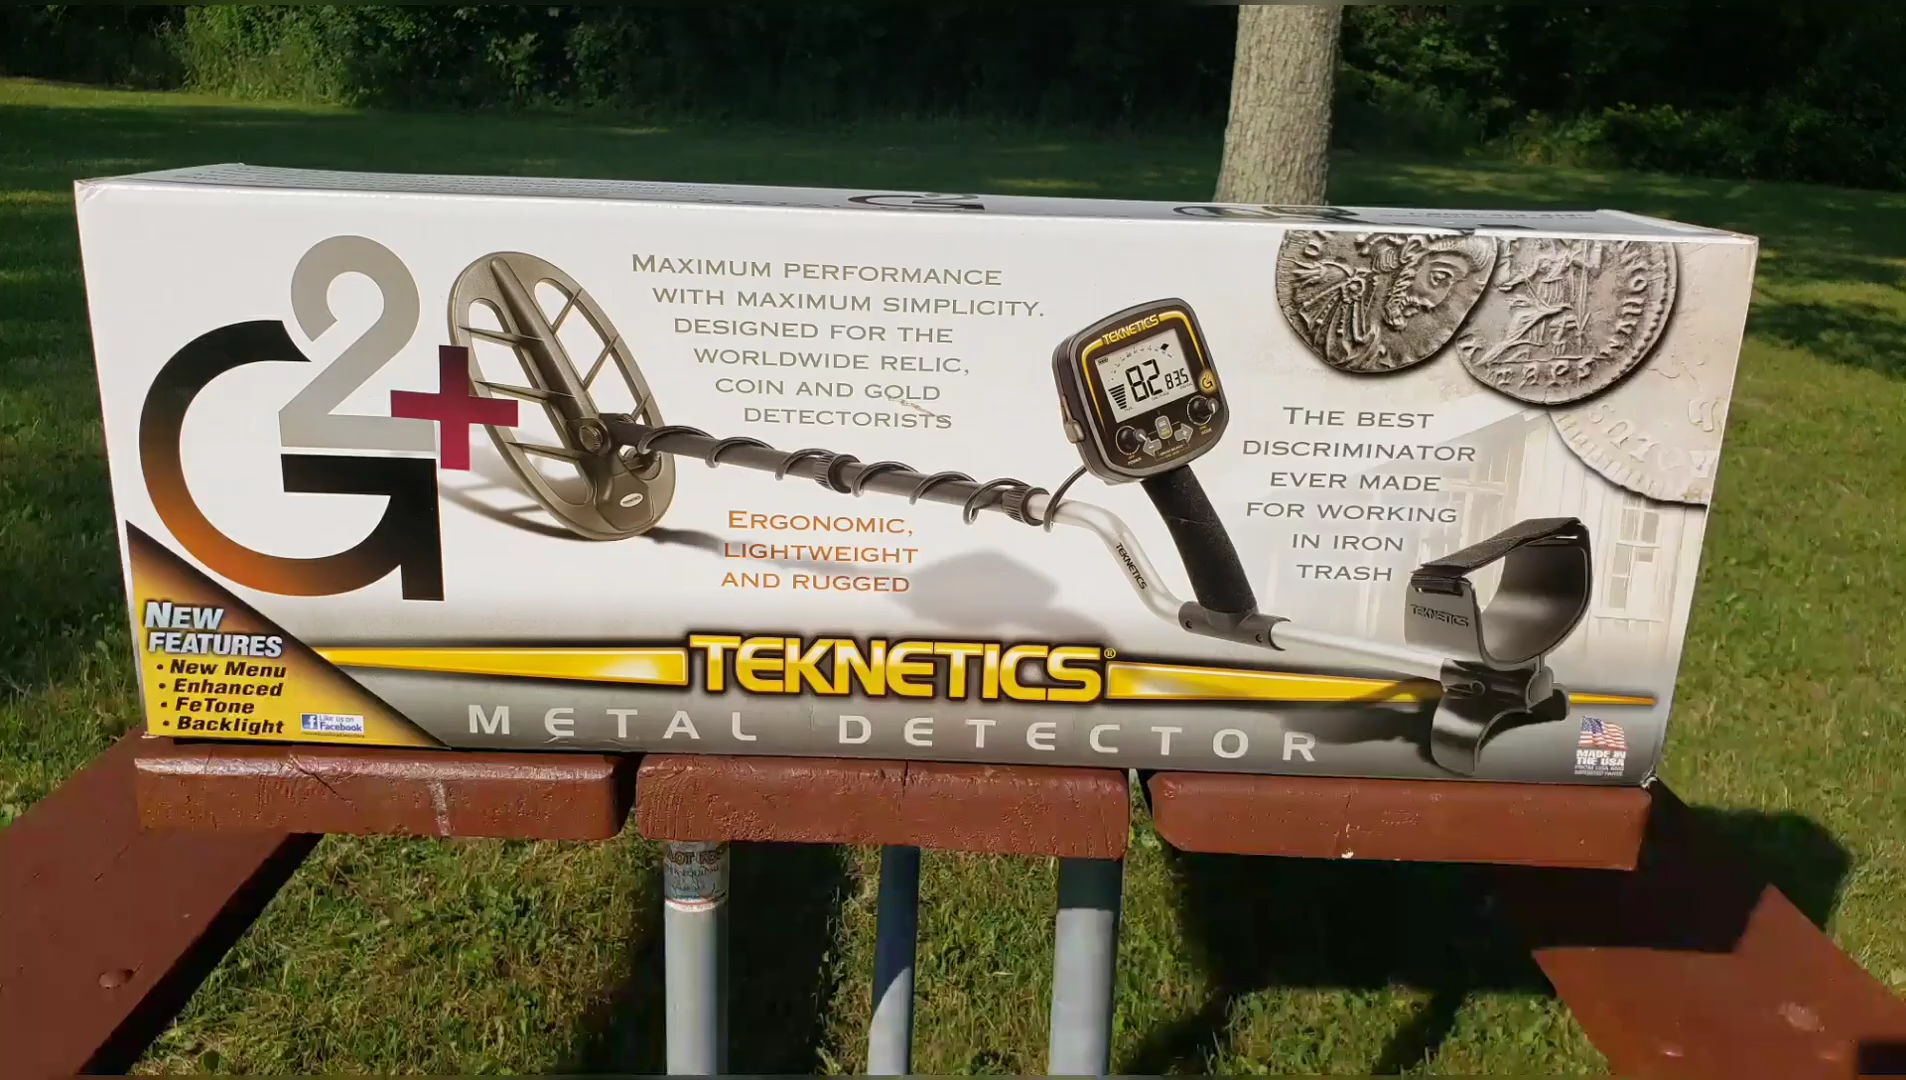 G2+
MAXIMUM PERFORMANCE
WITH MAXIMUM SIMPLICITY.
DESIGNED FOR THE
WORLDWIDE RELIC,
COIN AND GOLD
DETECTORISTS
ERGONOMIC,
LIGHTWEIGHT
AND RUGGED
TEKNETICS
82
835
TEKNETICS
THE BEST
DISCRIMINATOR
EVER MADE
FOR WORKING
IN IRON
TRASH
TEKNETICS
NEW
FEATURES
• New Menu
• Enhanced
• FeTone
• Backlight
Like us on
Facebook
TEKNETICS®
METAL DETECTOR
MADE IN
THE USA